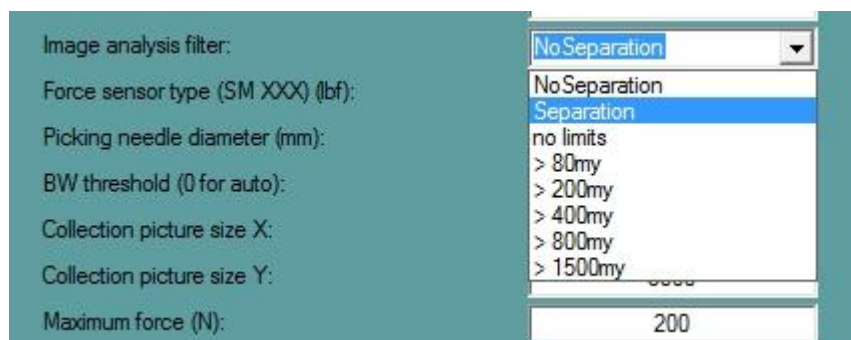 Image analysis filter:
NoSeparation
Force sensor type (SM XXX) (lbf):
NoSeparation
Separation
Picking needle diameter (mm):
no limits
> 80my
BW threshold (0 for auto):
> 200my
> 400my
Collection picture size X:
> 800my
Collection picture size Y:
> 1500my
Maximum force (N):
200